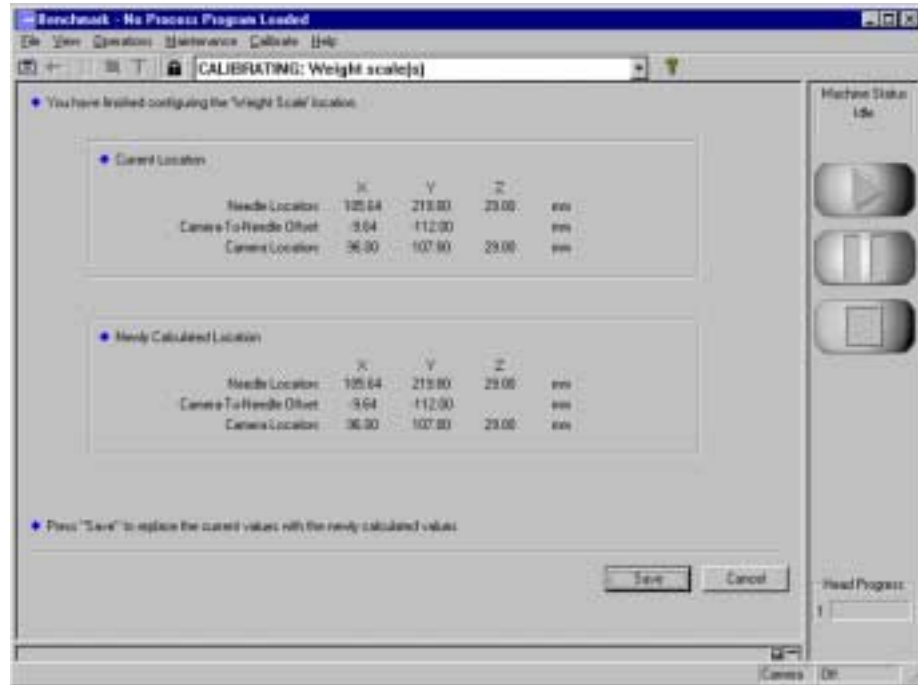 Benchmark - No Process Program Loaded
File View Operations Maintenance Calibrate Help
CALIBRATING: Weight scale(s)
Machine Status
Idle
You have finished configuring the 'Weight Scale' location.
Current Location
X Y Z
Needle Location: 105.64 219.80 29.00 mm
Camera-To-Needle Offset: -9.64 -112.00 mm
Camera Location: 96.00 107.80 29.00 mm
Newly Calculated Location
X Y Z
Needle Location: 105.64 219.80 29.00 mm
Camera-To-Needle Offset: -9.64 -112.00 mm
Camera Location: 96.00 107.80 29.00 mm
Press "Save" to replace the current values with the newly calculated values
Save Cancel
Head Progress
1
Camera Off